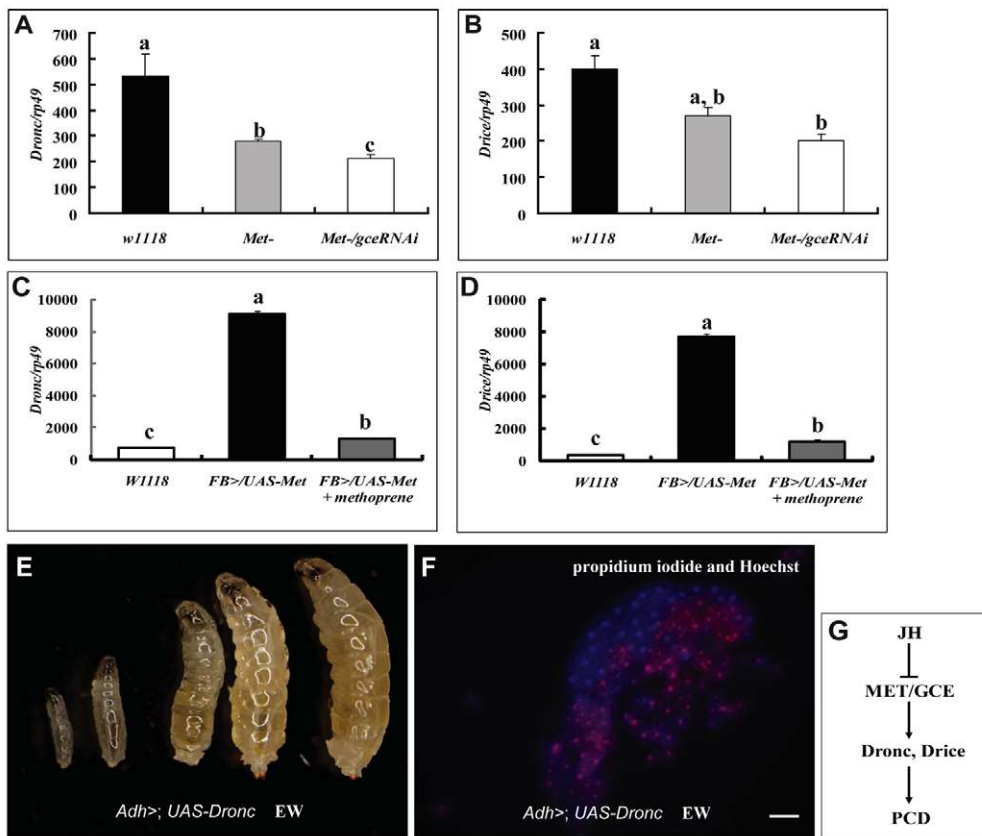 A
Dronc/rp49
700
600
500
400
300
200
100
0
a
b
c
w1118 Met- Met-/gceRNAi
B
Drice/rp49
500
400
300
200
100
0
a
a, b
b
w1118 Met- Met-/gceRNAi
C
Dronc/rp49
10000
8000
6000
4000
2000
0
c
a
b
W1118 FB>/UAS-Met FB>/UAS-Met
+ methoprene
D
Drice/rp49
10000
8000
6000
4000
2000
0
c
a
b
W1118 FB>/UAS-Met FB>/UAS-Met
+ methoprene
E
Adh>; UAS-Dronc EW
F
propidium iodide and Hoechst
Adh>; UAS-Dronc EW
G
JH
MET/GCE
Dronc, Drice
PCD